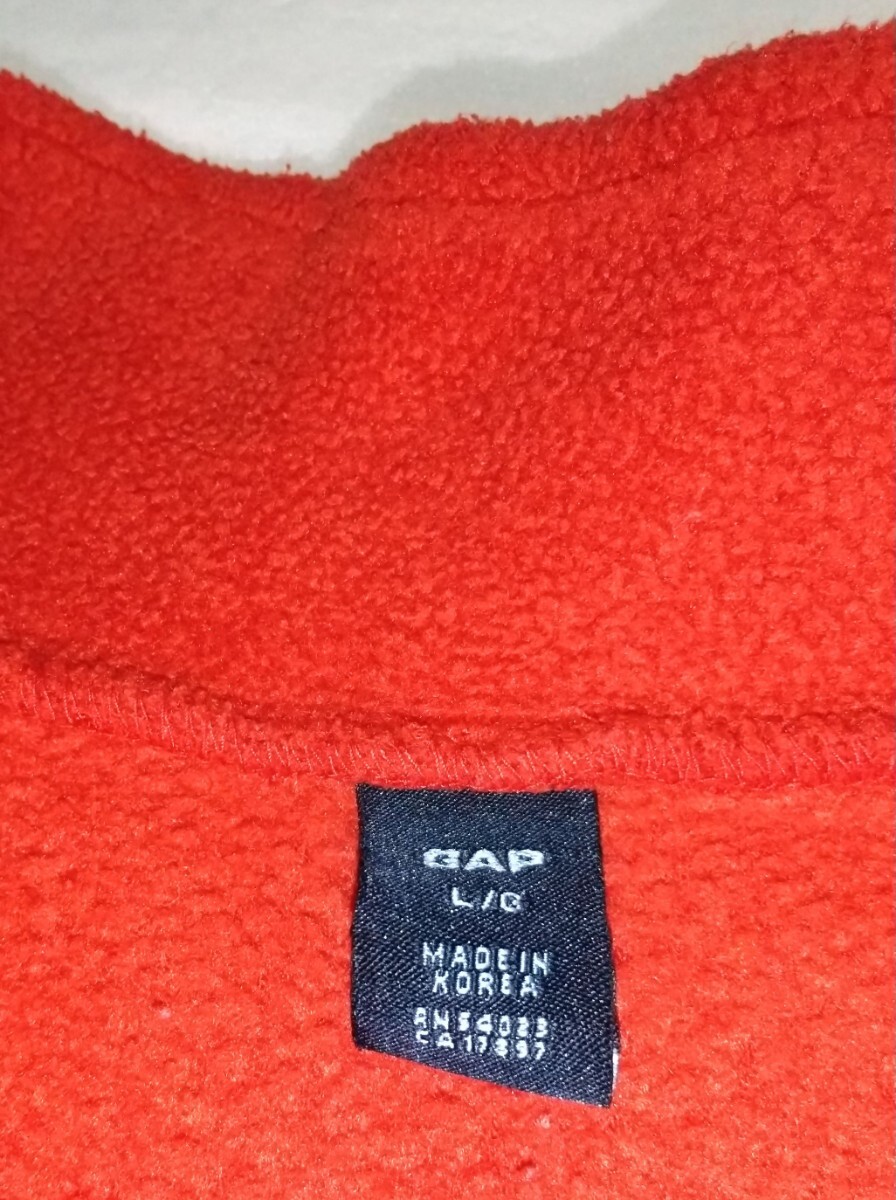 GAP
L/G
MADE IN
KOREA
RN 54023
CA 17897